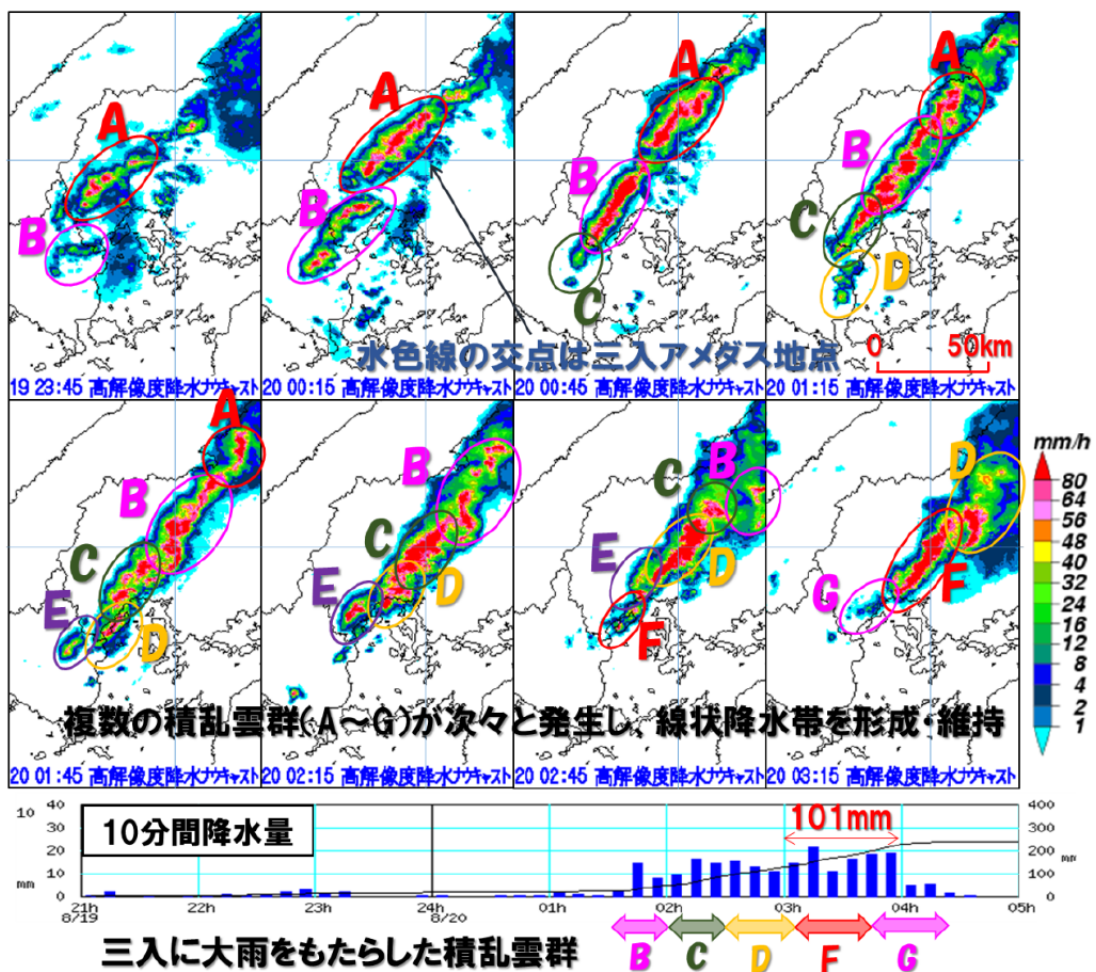 A
B
A
B
A
B
C
A
B
C
D
水色線の交点は三入アメダス地点
0 50km
19 23:45 高解像度降水ナウキャスト
20 00:15 高解像度降水ナウキャスト
20 00:45 高解像度降水ナウキャスト
20 01:15 高解像度降水ナウキャスト
A
B
C
E
D
B
C
E
D
C
B
E
D
F
D
G
F
mm/h
80
64
56
48
40
32
24
16
12
8
4
2
1
複数の積乱雲群(A～G)が次々と発生し、線状降水帯を形成・維持
20 01:45 高解像度降水ナウキャスト
20 02:15 高解像度降水ナウキャスト
20 02:45 高解像度降水ナウキャスト
20 03:15 高解像度降水ナウキャスト
10分間降水量
101mm
10
40
30
20
10
0
mm
400
300
200
100
0
mm
21h 22h 23h 24h 01h 02h 03h 04h 05h
8/19 8/20
三入に大雨をもたらした積乱雲群
B C D F G